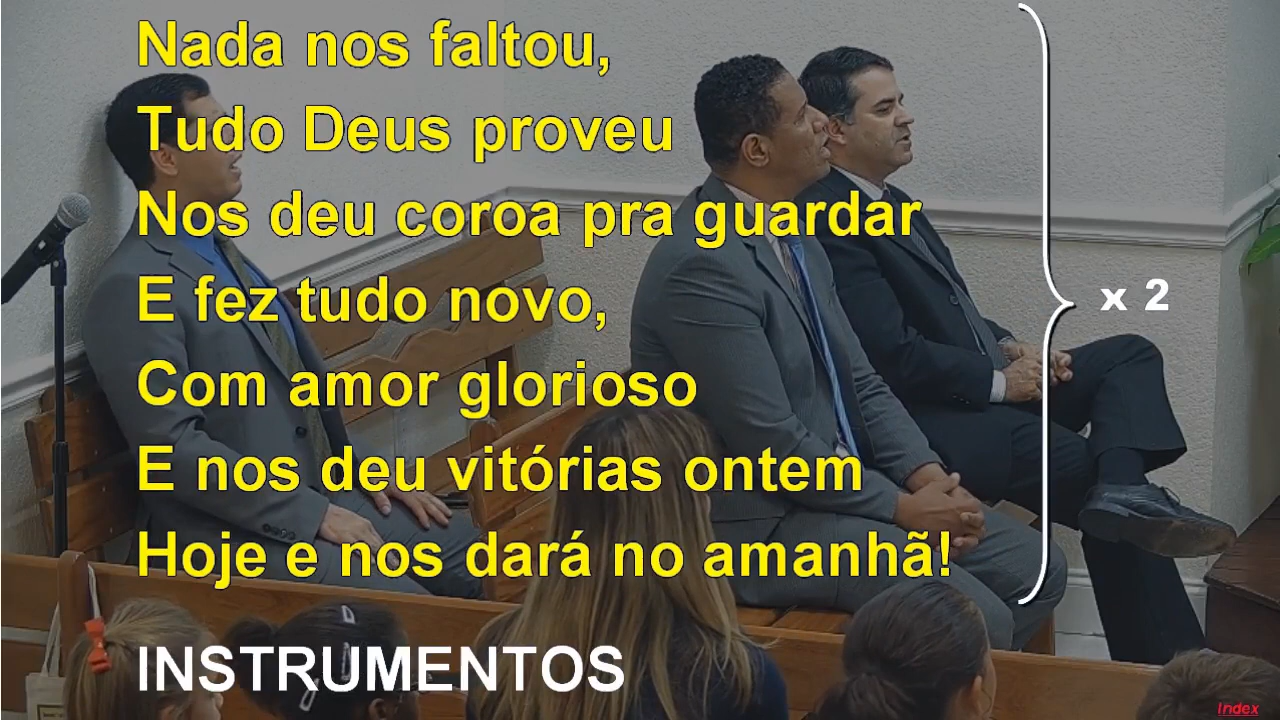 Nada nos faltou,
Tudo Deus proveu
Nos deu coroa pra guardar
E fez tudo novo,
x 2
Com amor glorioso
E nos deu vitórias ontem
Hoje e nos dará no amanhã!
INSTRUMENTOS
Index